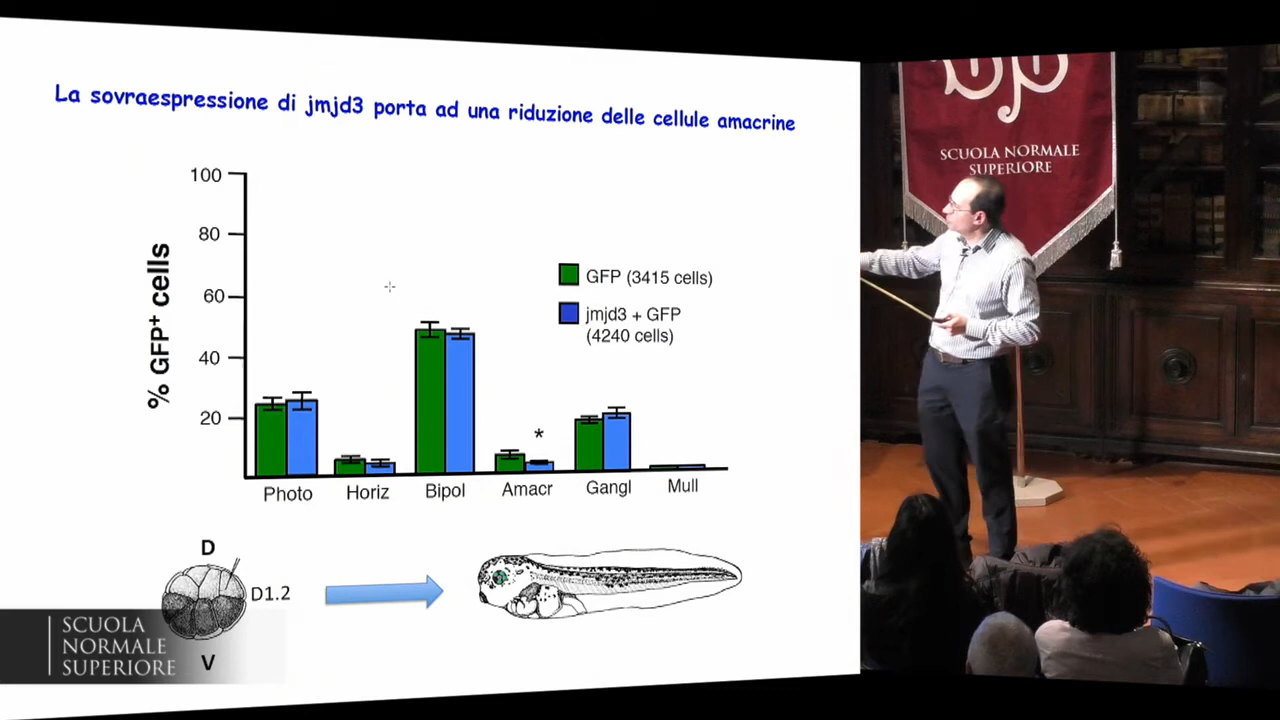 La sovraespressione di jmjd3 porta ad una riduzione delle cellule amacrine
100
80
60
40
20
% GFP+ cells
GFP (3415 cells)
jmjd3 + GFP
(4240 cells)
*
Photo Horiz Bipol Amacr Gangl Mull
D
D1.2
V
SCUOLA
NORMALE
SUPERIORE
SCUOLA NORMALE
SUPERIORE